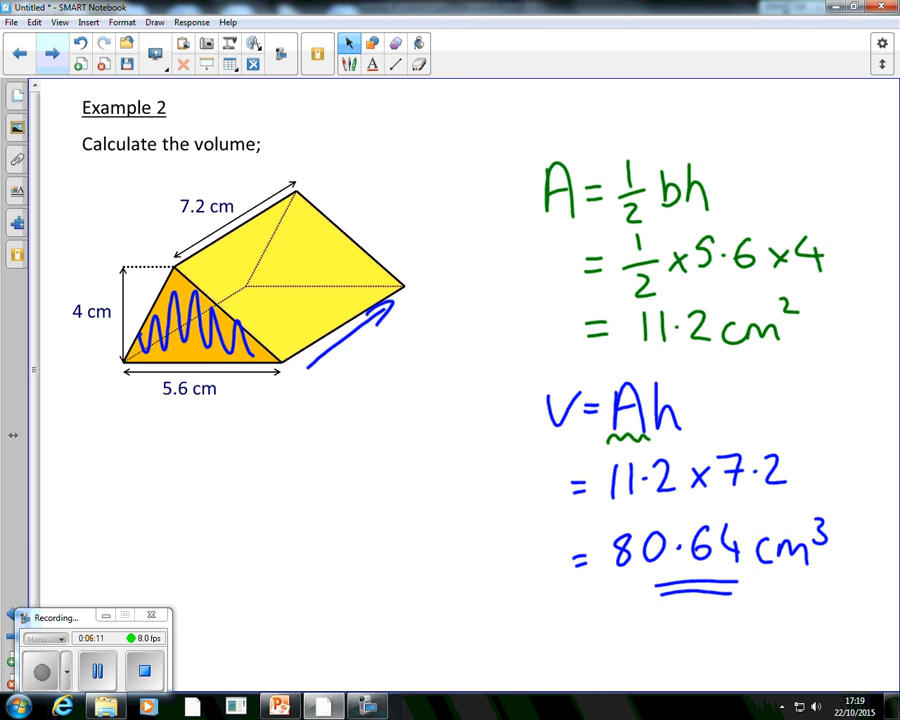 Untitled * - SMART Notebook
File Edit View Insert Format Draw Response Help
Example 2
Calculate the volume;
7.2 cm
4 cm
5.6 cm
A = 1/2 bh
= 1/2 × 5.6 × 4
= 11.2 cm²
V = Ah
= 11.2 × 7.2
= 80.64 cm³
Recording...
Menu
0:06:11
8.0 fps
17:19
22/10/2015